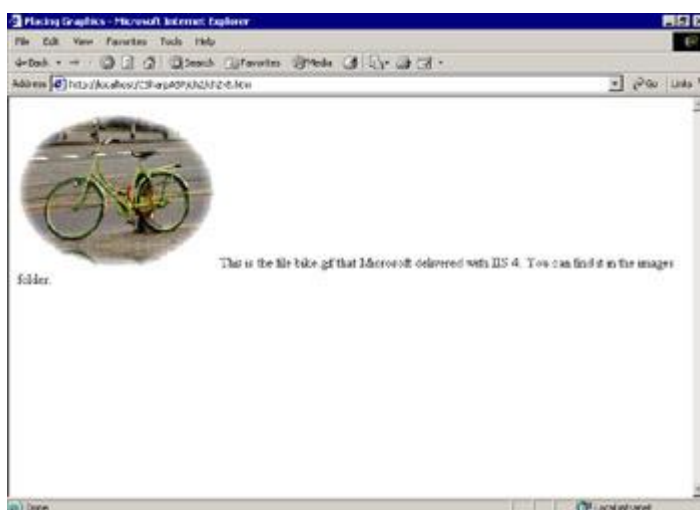 Placing Graphics - Microsoft Internet Explorer
File Edit View Favorites Tools Help
Back Search Favorites Media
Address Go Links
This is the file bike.gif that Microsoft delivered with IIS 4. You can find it in the images
folder.
Done Local intranet